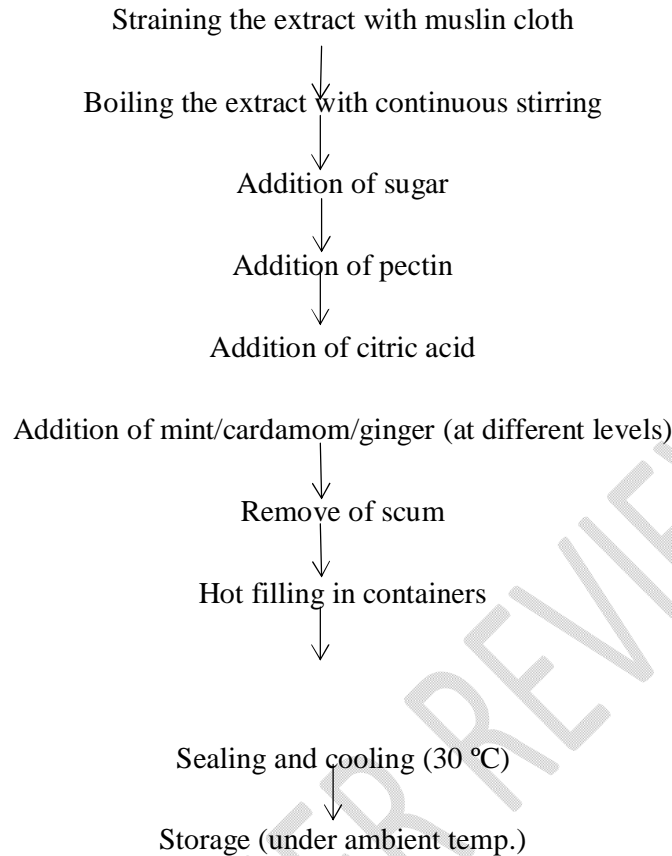 Straining the extract with muslin cloth
Boiling the extract with continuous stirring
Addition of sugar
Addition of pectin
Addition of citric acid
Addition of mint/cardamom/ginger (at different levels)
Remove of scum
Hot filling in containers
Sealing and cooling (30 ºC)
Storage (under ambient temp.)